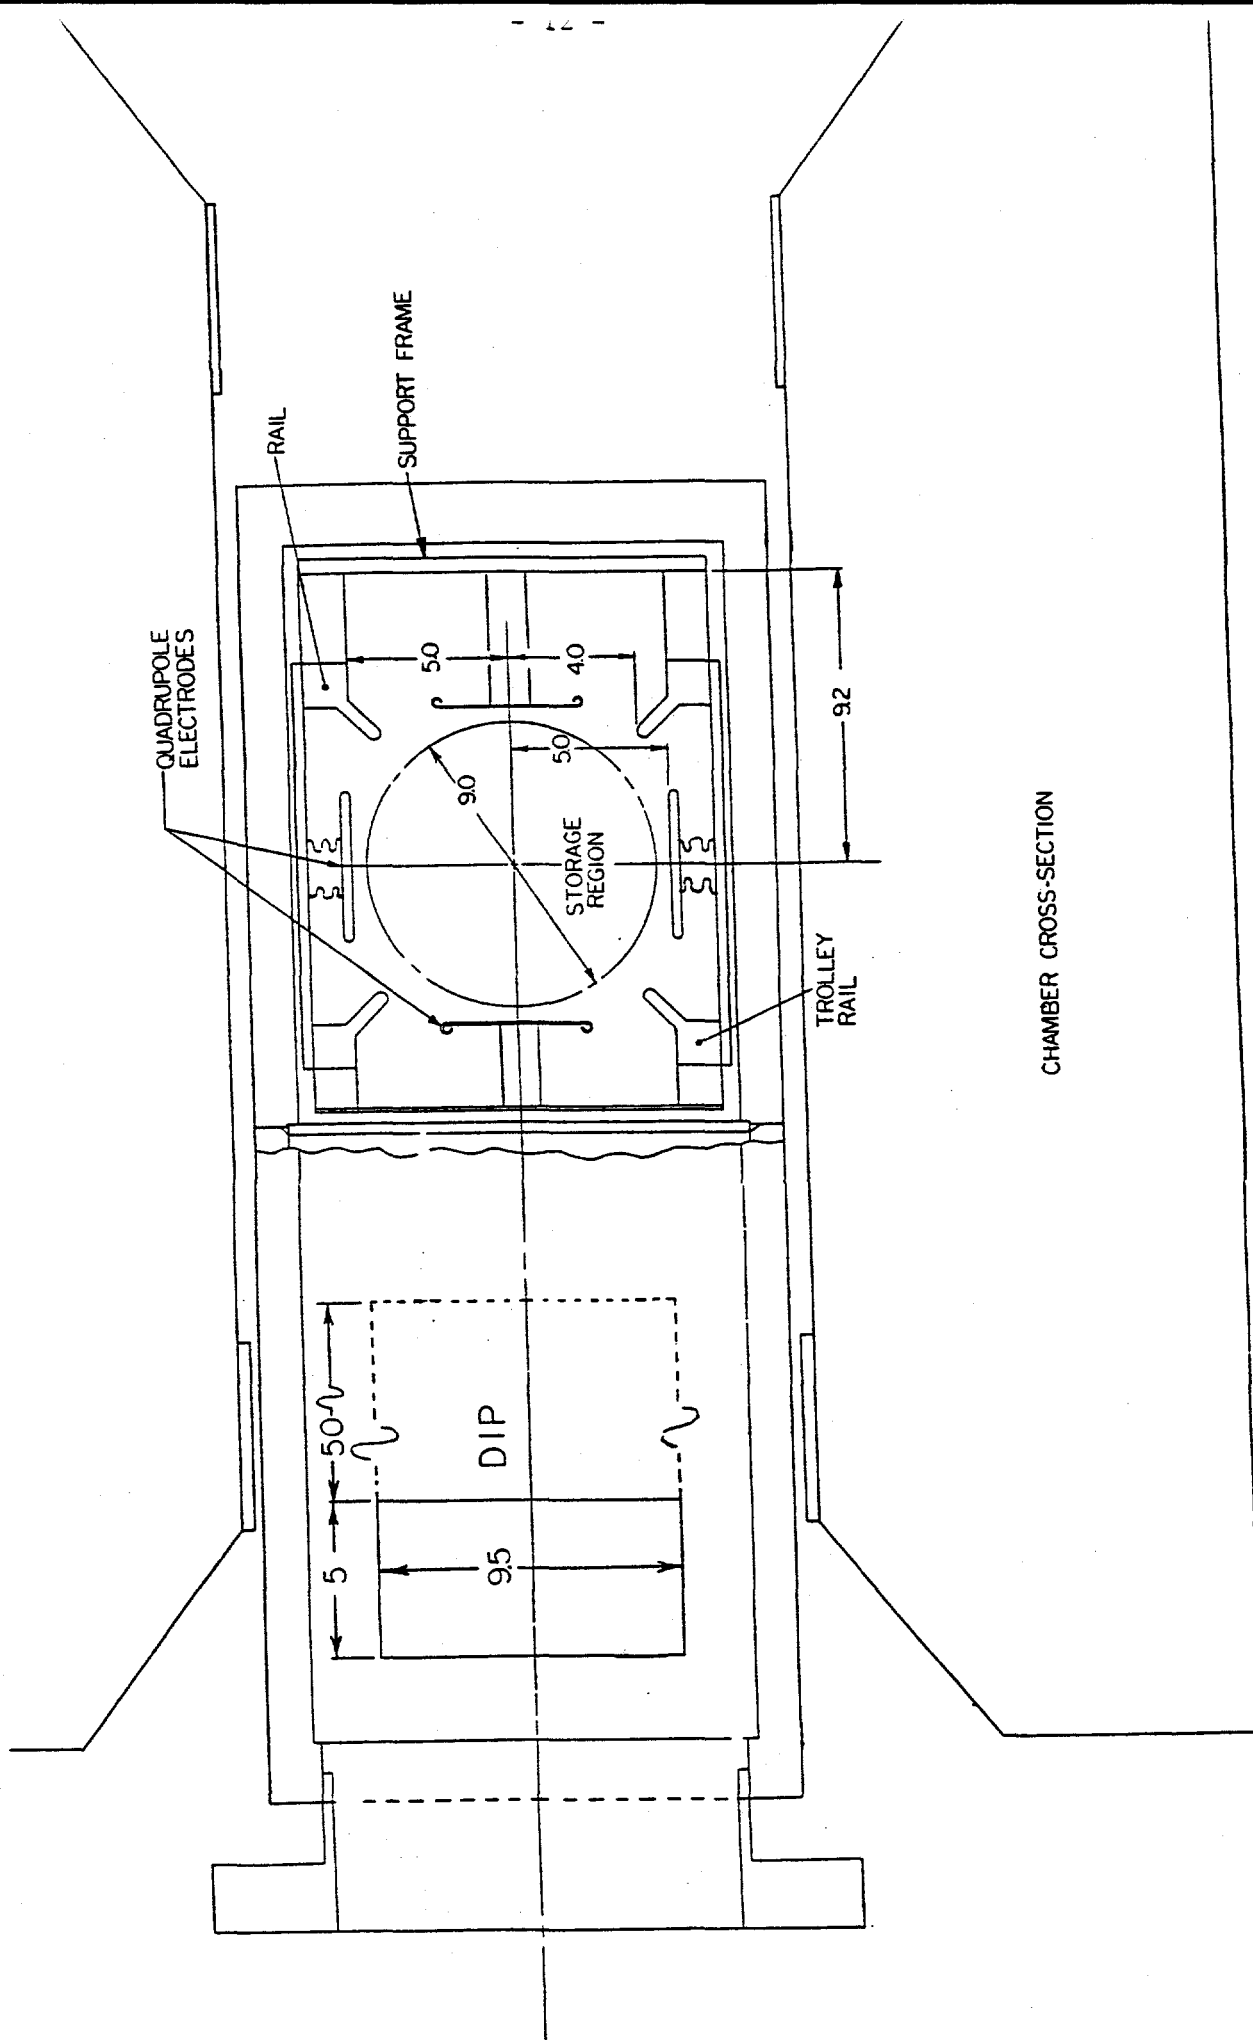 QUADRUPOLE
ELECTRODES
RAIL
SUPPORT FRAME
5.0
4.0
5.0
9.0
9.2
STORAGE
REGION
TROLLEY
RAIL
5
50
9.5
DIP
CHAMBER CROSS-SECTION